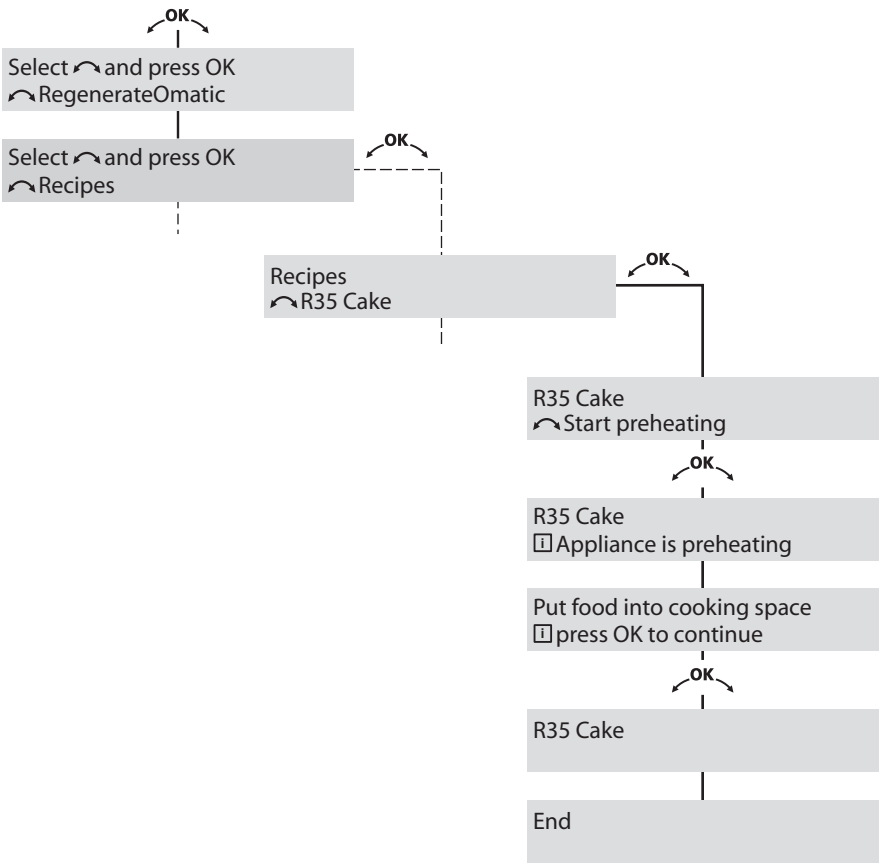 OK
Select and press OK
RegenerateOmatic
Select and press OK
Recipes
OK
Recipes
R35 Cake
OK
R35 Cake
Start preheating
OK
R35 Cake
i Appliance is preheating
Put food into cooking space
i press OK to continue
OK
R35 Cake
End